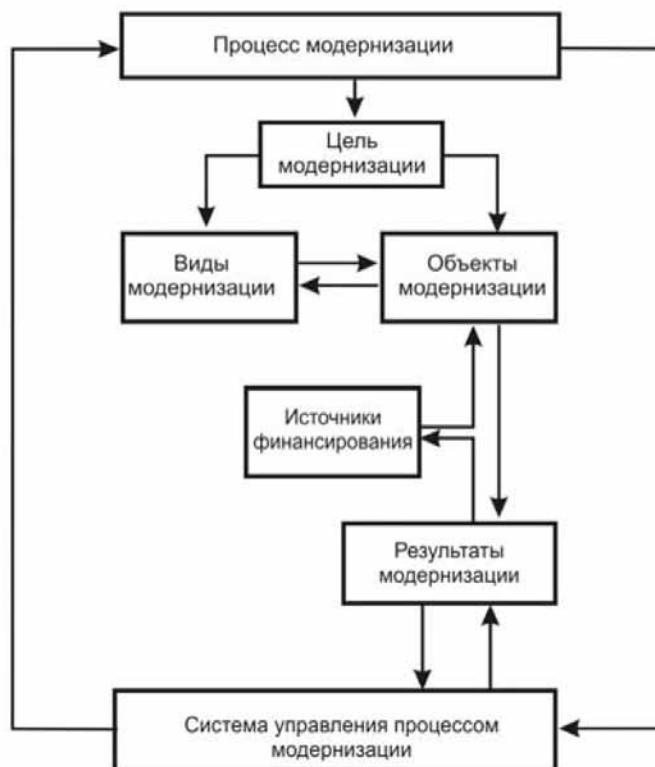 Процесс модернизации
Цель
модернизации
Виды
модернизации
Объекты
модернизации
Источники
финансирования
Результаты
модернизации
Система управления процессом
модернизации